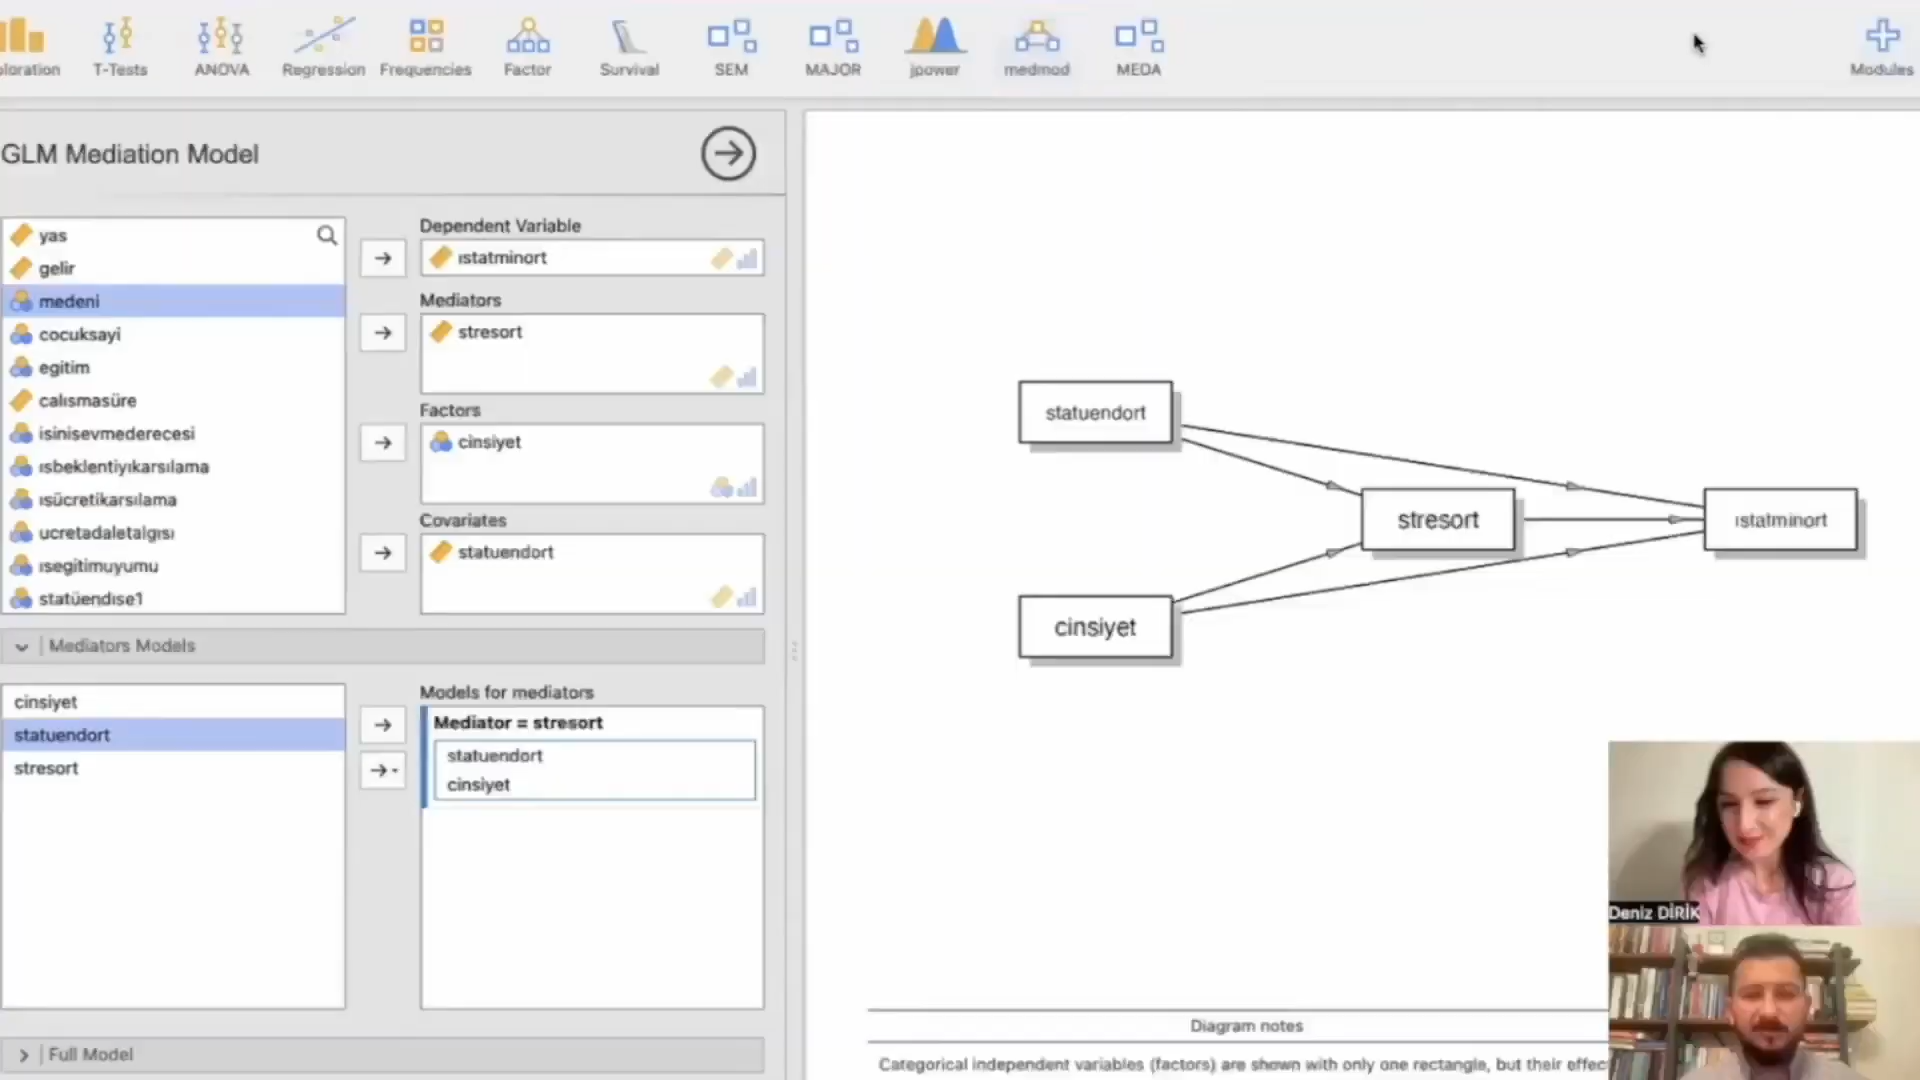 loration T-Tests ANOVA Regression Frequencies Factor Survival SEM MAJOR jpower medmod MEDA Modules
GLM Mediation Model
yas
gelir
medeni
cocuksayi
egitim
calısmasüre
isinisevmederecesi
ısbeklentiyıkarsılama
ısücretikarsılama
ucretadaletalgısı
ısegitimuyumu
statüendıse1
Dependent Variable
ıstatminort
Mediators
stresort
Factors
cinsiyet
Covariates
statuendort
Mediators Models
cinsiyet
statuendort
stresort
Models for mediators
Mediator = stresort
statuendort
cinsiyet
Full Model
statuendort
stresort
ıstatminort
cinsiyet
Diagram notes
Categorical independent variables (factors) are shown with only one rectangle, but their effec
Deniz DİRİK